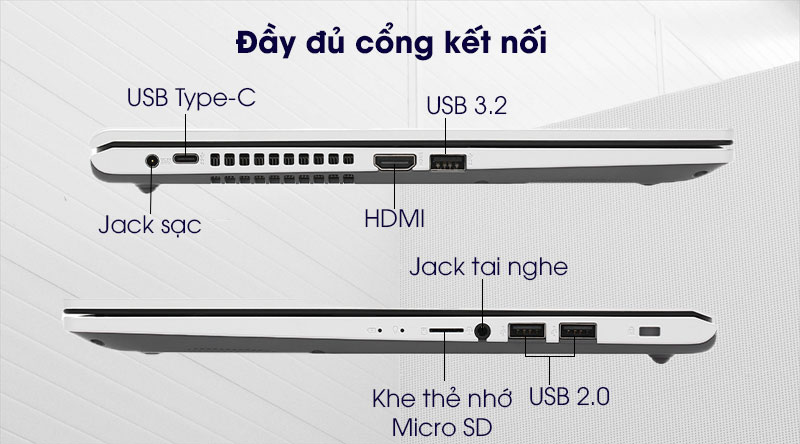 Đầy đủ cổng kết nối
USB Type-C
USB 3.2
Jack sạc
HDMI
Jack tai nghe
Khe thẻ nhớ
Micro SD
USB 2.0